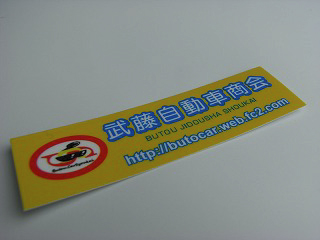 武藤自動車商会
BUTOU JIDOUSHA SHOUKAI
http://butocar.web.fc2.com